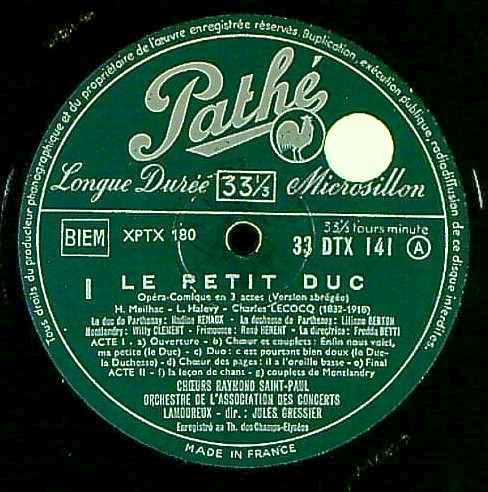 Tous droits du producteur phonographique et du propriétaire de l'œuvre enregistrée réservés. Duplication, exécution publique, radiodiffusion de ce disque interdites.
Pathé
Longue Durée 33 1/3 Microsillon
33⅓ tours minute
BIEM XPTX 180 33 DTX 141 A
I LE PETIT DUC
Opéra-Comique en 3 actes (Version abrégée)
H. Meilhac - L. Halevy - Charles LECOCQ (1832-1918)
Le duc de Parthenay: Nadine RENAUX - La duchesse de Parthenay: Liliane BERTON
Montlandry: Willy CLEMENT - Frimousse: René HERENT - La directrice: Freda BETTI
ACTE I - a) Ouverture - b) Chœur et couplets: Enfin nous voici,
ma petite (le Duc) - c) Duo: c'est pourtant bien doux (le Duc-
la Duchesse) - d) Chœur des pages: il a l'oreille basse - e) Final
ACTE II - f) la leçon de chant - g) couplets de Montlandry
CHŒURS RAYMOND SAINT-PAUL
ORCHESTRE DE L'ASSOCIATION DES CONCERTS
LAMOUREUX - dir.: JULES GRESSIER
Enregistré au Th. des Champs-Elysées
MADE IN FRANCE